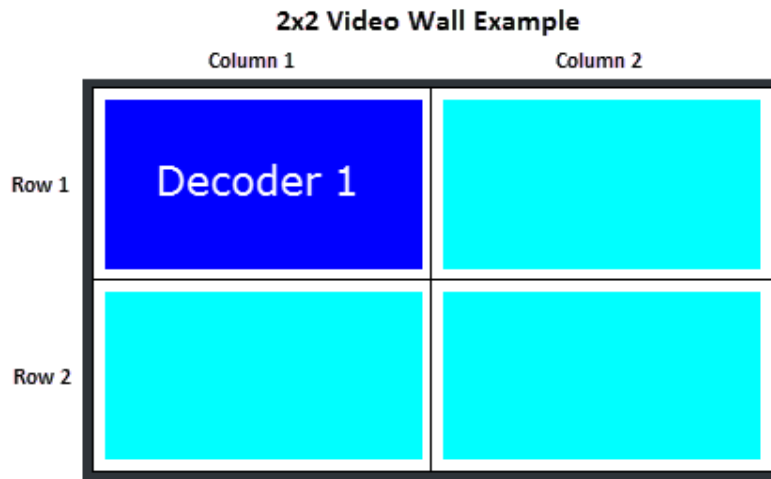 2x2 Video Wall Example
Column 1 Column 2
Row 1
Decoder 1
Row 2